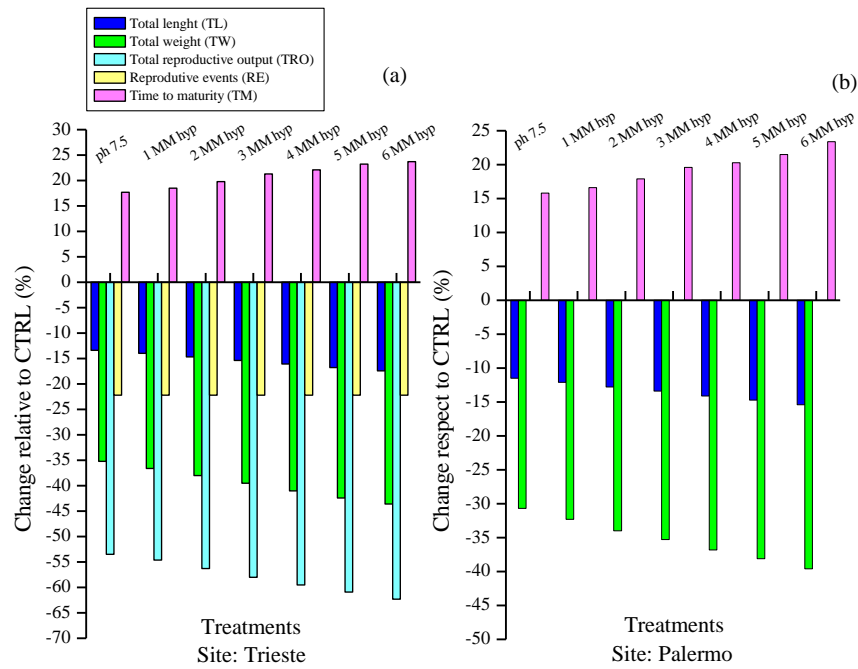 Total lenght (TL)
Total weight (TW)
Total reproductive output (TRO)
Reprodutive events (RE)
Time to maturity (TM)
(a)
ph 7.5
1 MM hyp
2 MM hyp
3 MM hyp
4 MM hyp
5 MM hyp
6 MM hyp
30
25
20
15
10
5
0
-5
-10
-15
-20
-25
-30
-35
-40
-45
-50
-55
-60
-65
-70
Change relative to CTRL (%)
Treatments
Site: Trieste
(b)
ph 7.5
1 MM hyp
2 MM hyp
3 MM hyp
4 MM hyp
5 MM hyp
6 MM hyp
25
20
15
10
5
0
-5
-10
-15
-20
-25
-30
-35
-40
-45
-50
Change respect to CTRL (%)
Treatments
Site: Palermo